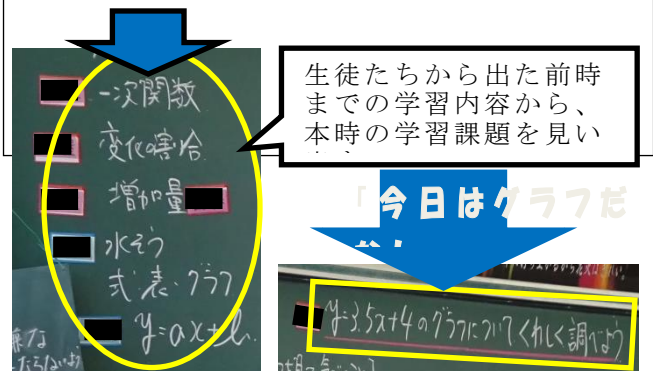 一次関数
変化の割合
増加量
水そう
式・表・グラフ
y=ax+b
生徒たちから出た前時
までの学習内容から、
本時の学習課題を見い
「今日はグラフだ
y=3.5x+4のグラフについてくわしく調べよう